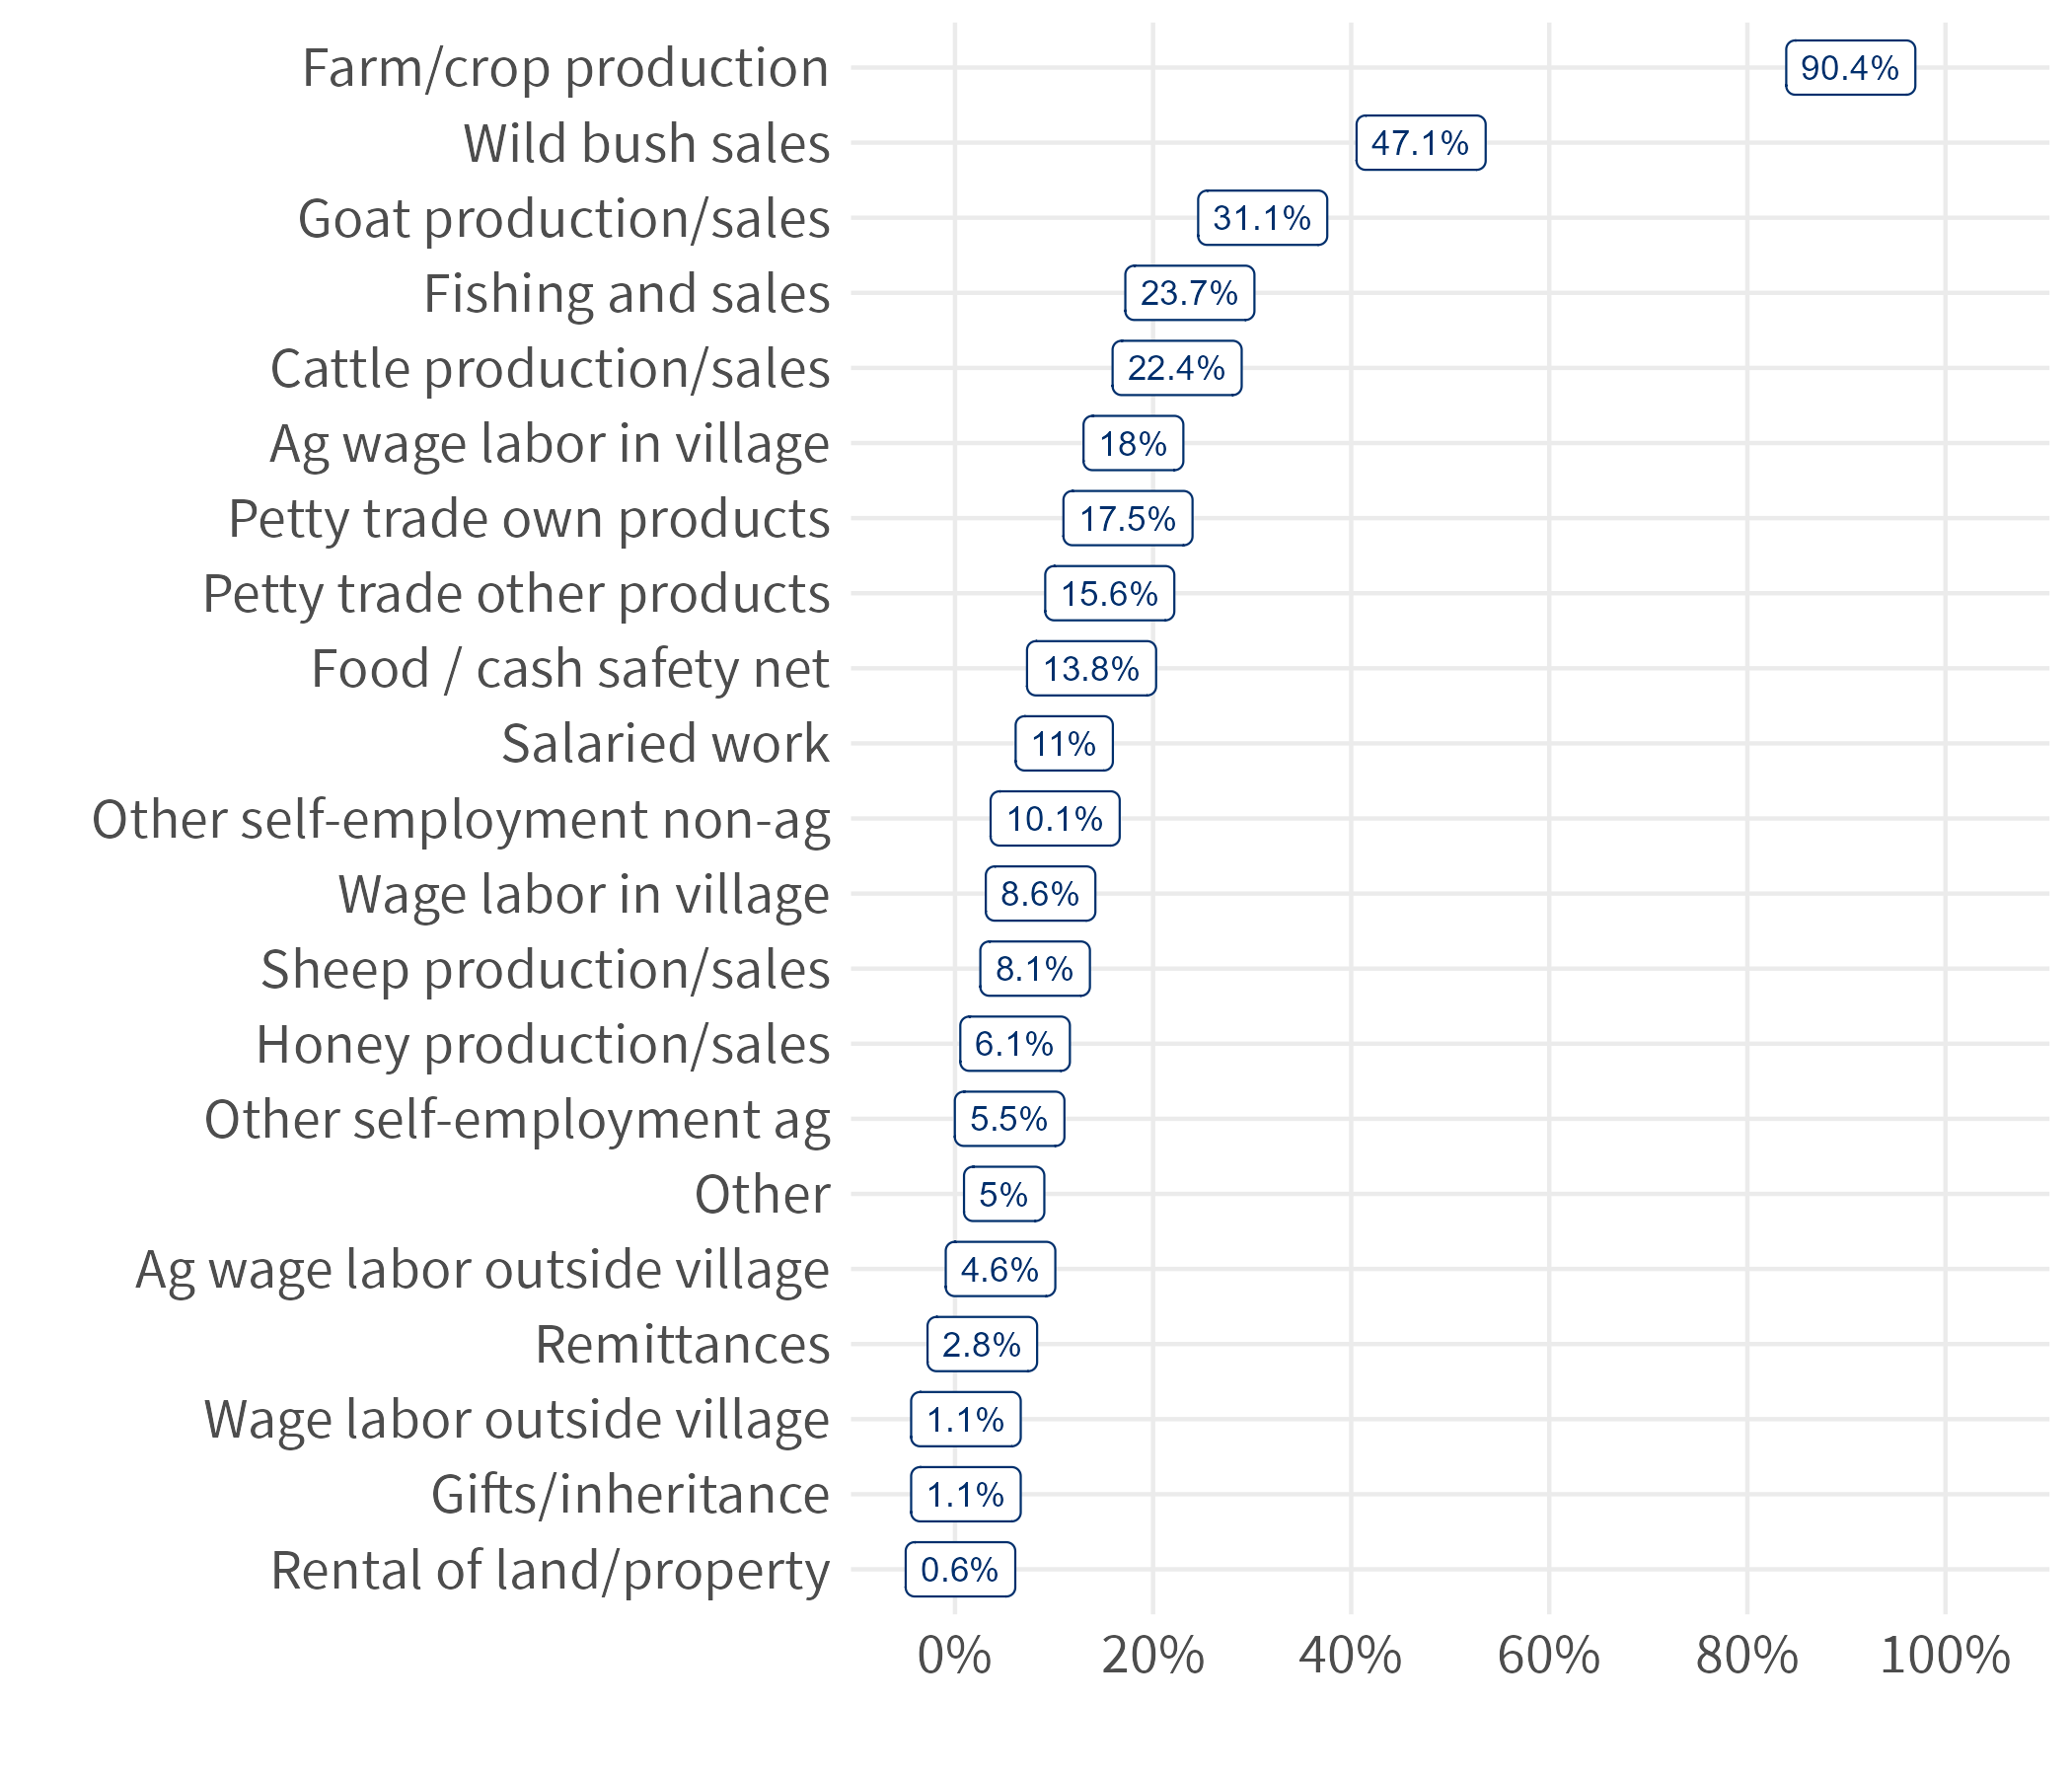 Farm/crop production 90.4%
Wild bush sales 47.1%
Goat production/sales 31.1%
Fishing and sales 23.7%
Cattle production/sales 22.4%
Ag wage labor in village 18%
Petty trade own products 17.5%
Petty trade other products 15.6%
Food / cash safety net 13.8%
Salaried work 11%
Other self-employment non-ag 10.1%
Wage labor in village 8.6%
Sheep production/sales 8.1%
Honey production/sales 6.1%
Other self-employment ag 5.5%
Other 5%
Ag wage labor outside village 4.6%
Remittances 2.8%
Wage labor outside village 1.1%
Gifts/inheritance 1.1%
Rental of land/property 0.6%
0% 20% 40% 60% 80% 100%